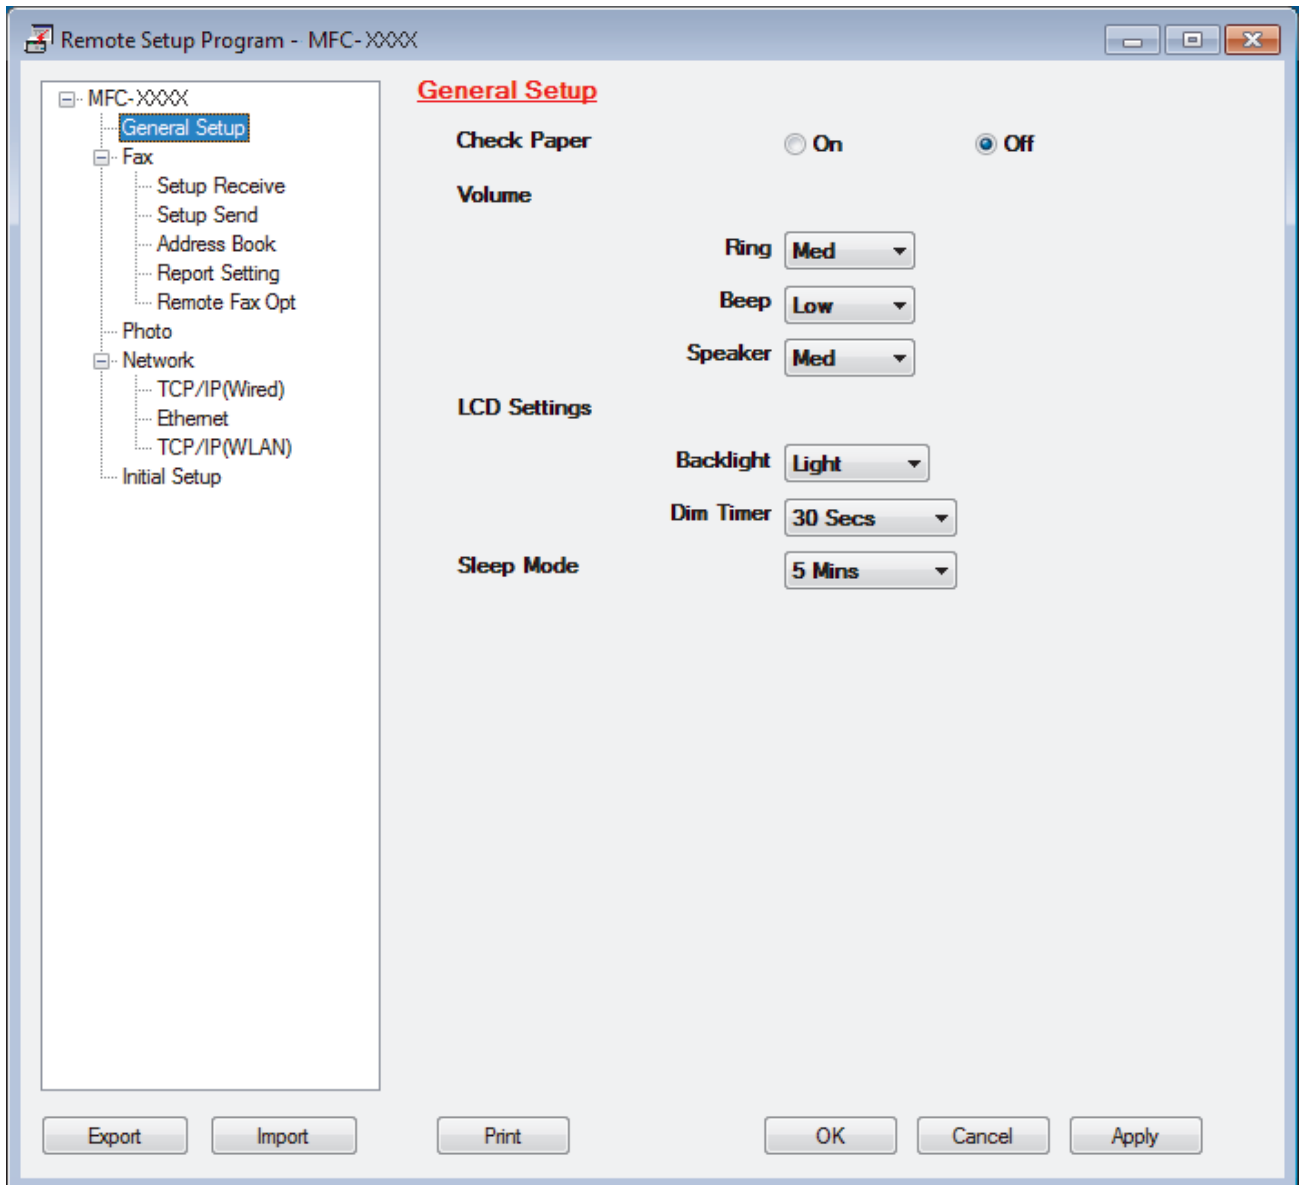 Remote Setup Program - MFC-XXXX
MFC-XXXX
General Setup
Fax
Setup Receive
Setup Send
Address Book
Report Setting
Remote Fax Opt
Photo
Network
TCP/IP(Wired)
Ethernet
TCP/IP(WLAN)
Initial Setup
General Setup
Check Paper On Off
Volume
Ring Med
Beep Low
Speaker Med
LCD Settings
Backlight Light
Dim Timer 30 Secs
Sleep Mode 5 Mins
Export Import Print OK Cancel Apply